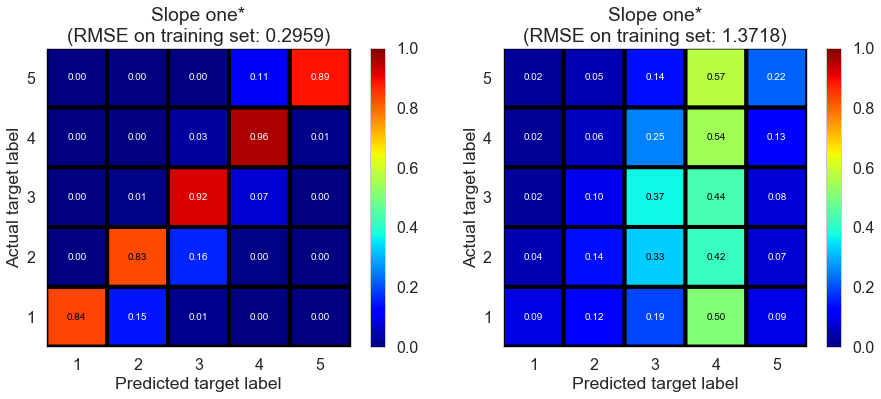 Slope one*
(RMSE on training set: 0.2959)
Actual target label
5 0.00 0.00 0.00 0.11 0.89
4 0.00 0.00 0.03 0.96 0.01
3 0.00 0.01 0.92 0.07 0.00
2 0.00 0.83 0.16 0.00 0.00
1 0.84 0.15 0.01 0.00 0.00
1 2 3 4 5
Predicted target label
1.0
0.8
0.6
0.4
0.2
0.0
Slope one*
(RMSE on training set: 1.3718)
Actual target label
5 0.02 0.05 0.14 0.57 0.22
4 0.02 0.06 0.25 0.54 0.13
3 0.02 0.10 0.37 0.44 0.08
2 0.04 0.14 0.33 0.42 0.07
1 0.09 0.12 0.19 0.50 0.09
1 2 3 4 5
Predicted target label
1.0
0.8
0.6
0.4
0.2
0.0